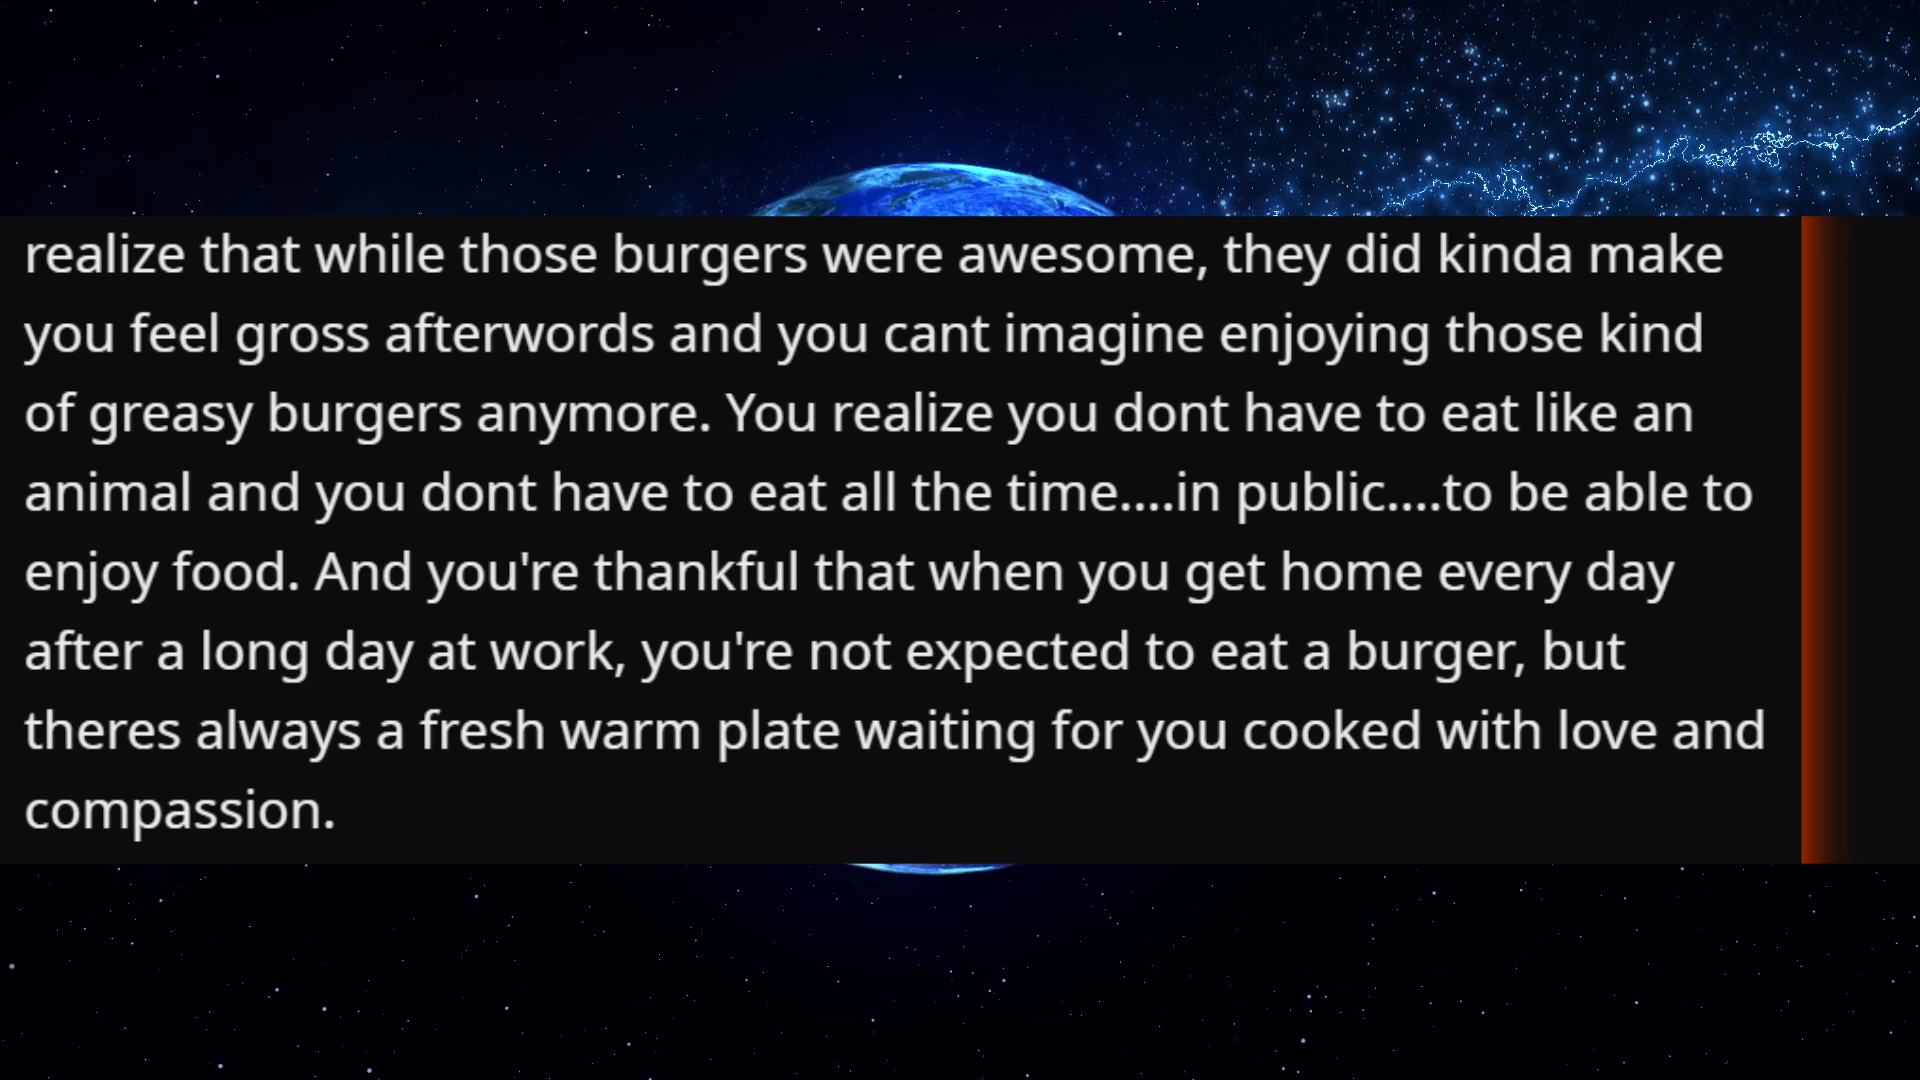 realize that while those burgers were awesome, they did kinda make
you feel gross afterwords and you cant imagine enjoying those kind
of greasy burgers anymore. You realize you dont have to eat like an
animal and you dont have to eat all the time....in public....to be able to
enjoy food. And you're thankful that when you get home every day
after a long day at work, you're not expected to eat a burger, but
theres always a fresh warm plate waiting for you cooked with love and
compassion.